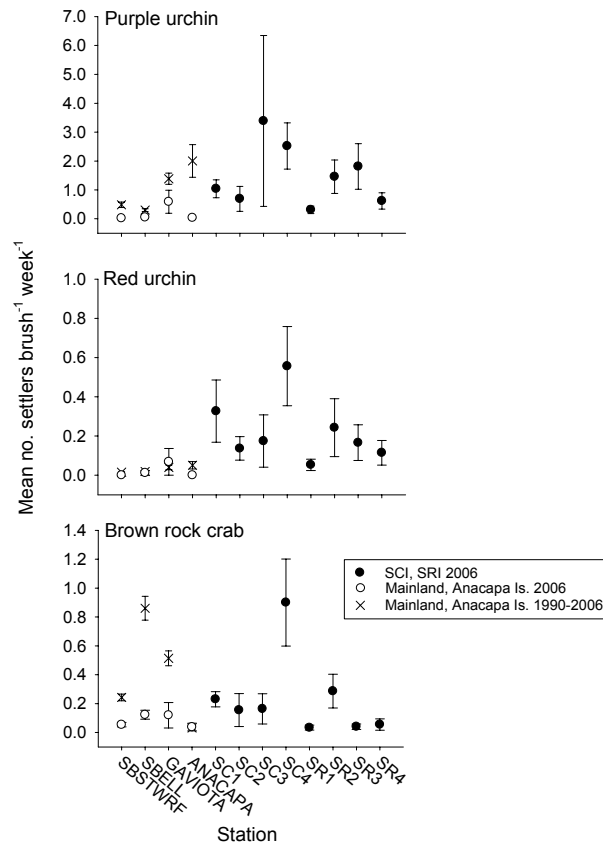 Purple urchin
7.0
6.0
5.0
4.0
3.0
2.0
1.0
0.0
Red urchin
1.0
0.8
0.6
0.4
0.2
0.0
Mean no. settlers brush⁻¹ week⁻¹
Brown rock crab
1.4
1.2
1.0
0.8
0.6
0.4
0.2
0.0
SCI, SRI 2006
Mainland, Anacapa Is. 2006
Mainland, Anacapa Is. 1990-2006
SBSTWRF
SBELL
GAVIOTA
ANACAPA
SC1
SC2
SC3
SC4
SR1
SR2
SR3
SR4
Station